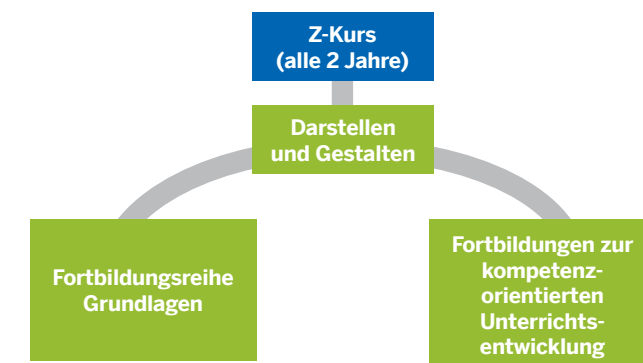 Z-Kurs
(alle 2 Jahre)
Darstellen
und Gestalten
Fortbildungsreihe
Grundlagen
Fortbildungen zur
kompetenz-
orientierten
Unterrichts-
entwicklung